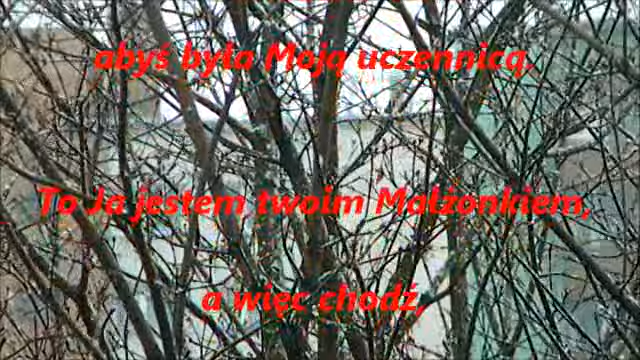 abyś była Moją uczennicą.
To Ja jestem twoim Małżonkiem,
a więc chodź,